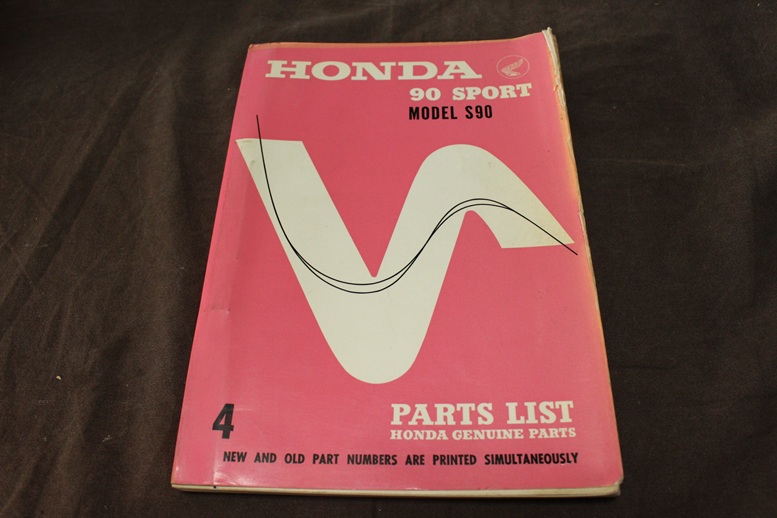 HONDA
90 SPORT
MODEL S90
4
PARTS LIST
HONDA GENUINE PARTS
NEW AND OLD PART NUMBERS ARE PRINTED SIMULTANEOUSLY